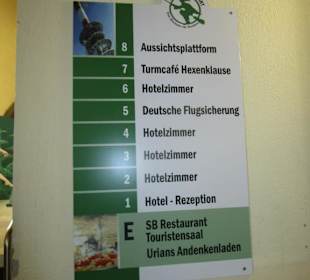 8 Aussichtsplattform
7 Turmcafé Hexenklause
6 Hotelzimmer
5 Deutsche Flugsicherung
4 Hotelzimmer
3 Hotelzimmer
2 Hotelzimmer
1 Hotel - Rezeption
E SB Restaurant
Touristensaal
Urians Andenkenladen